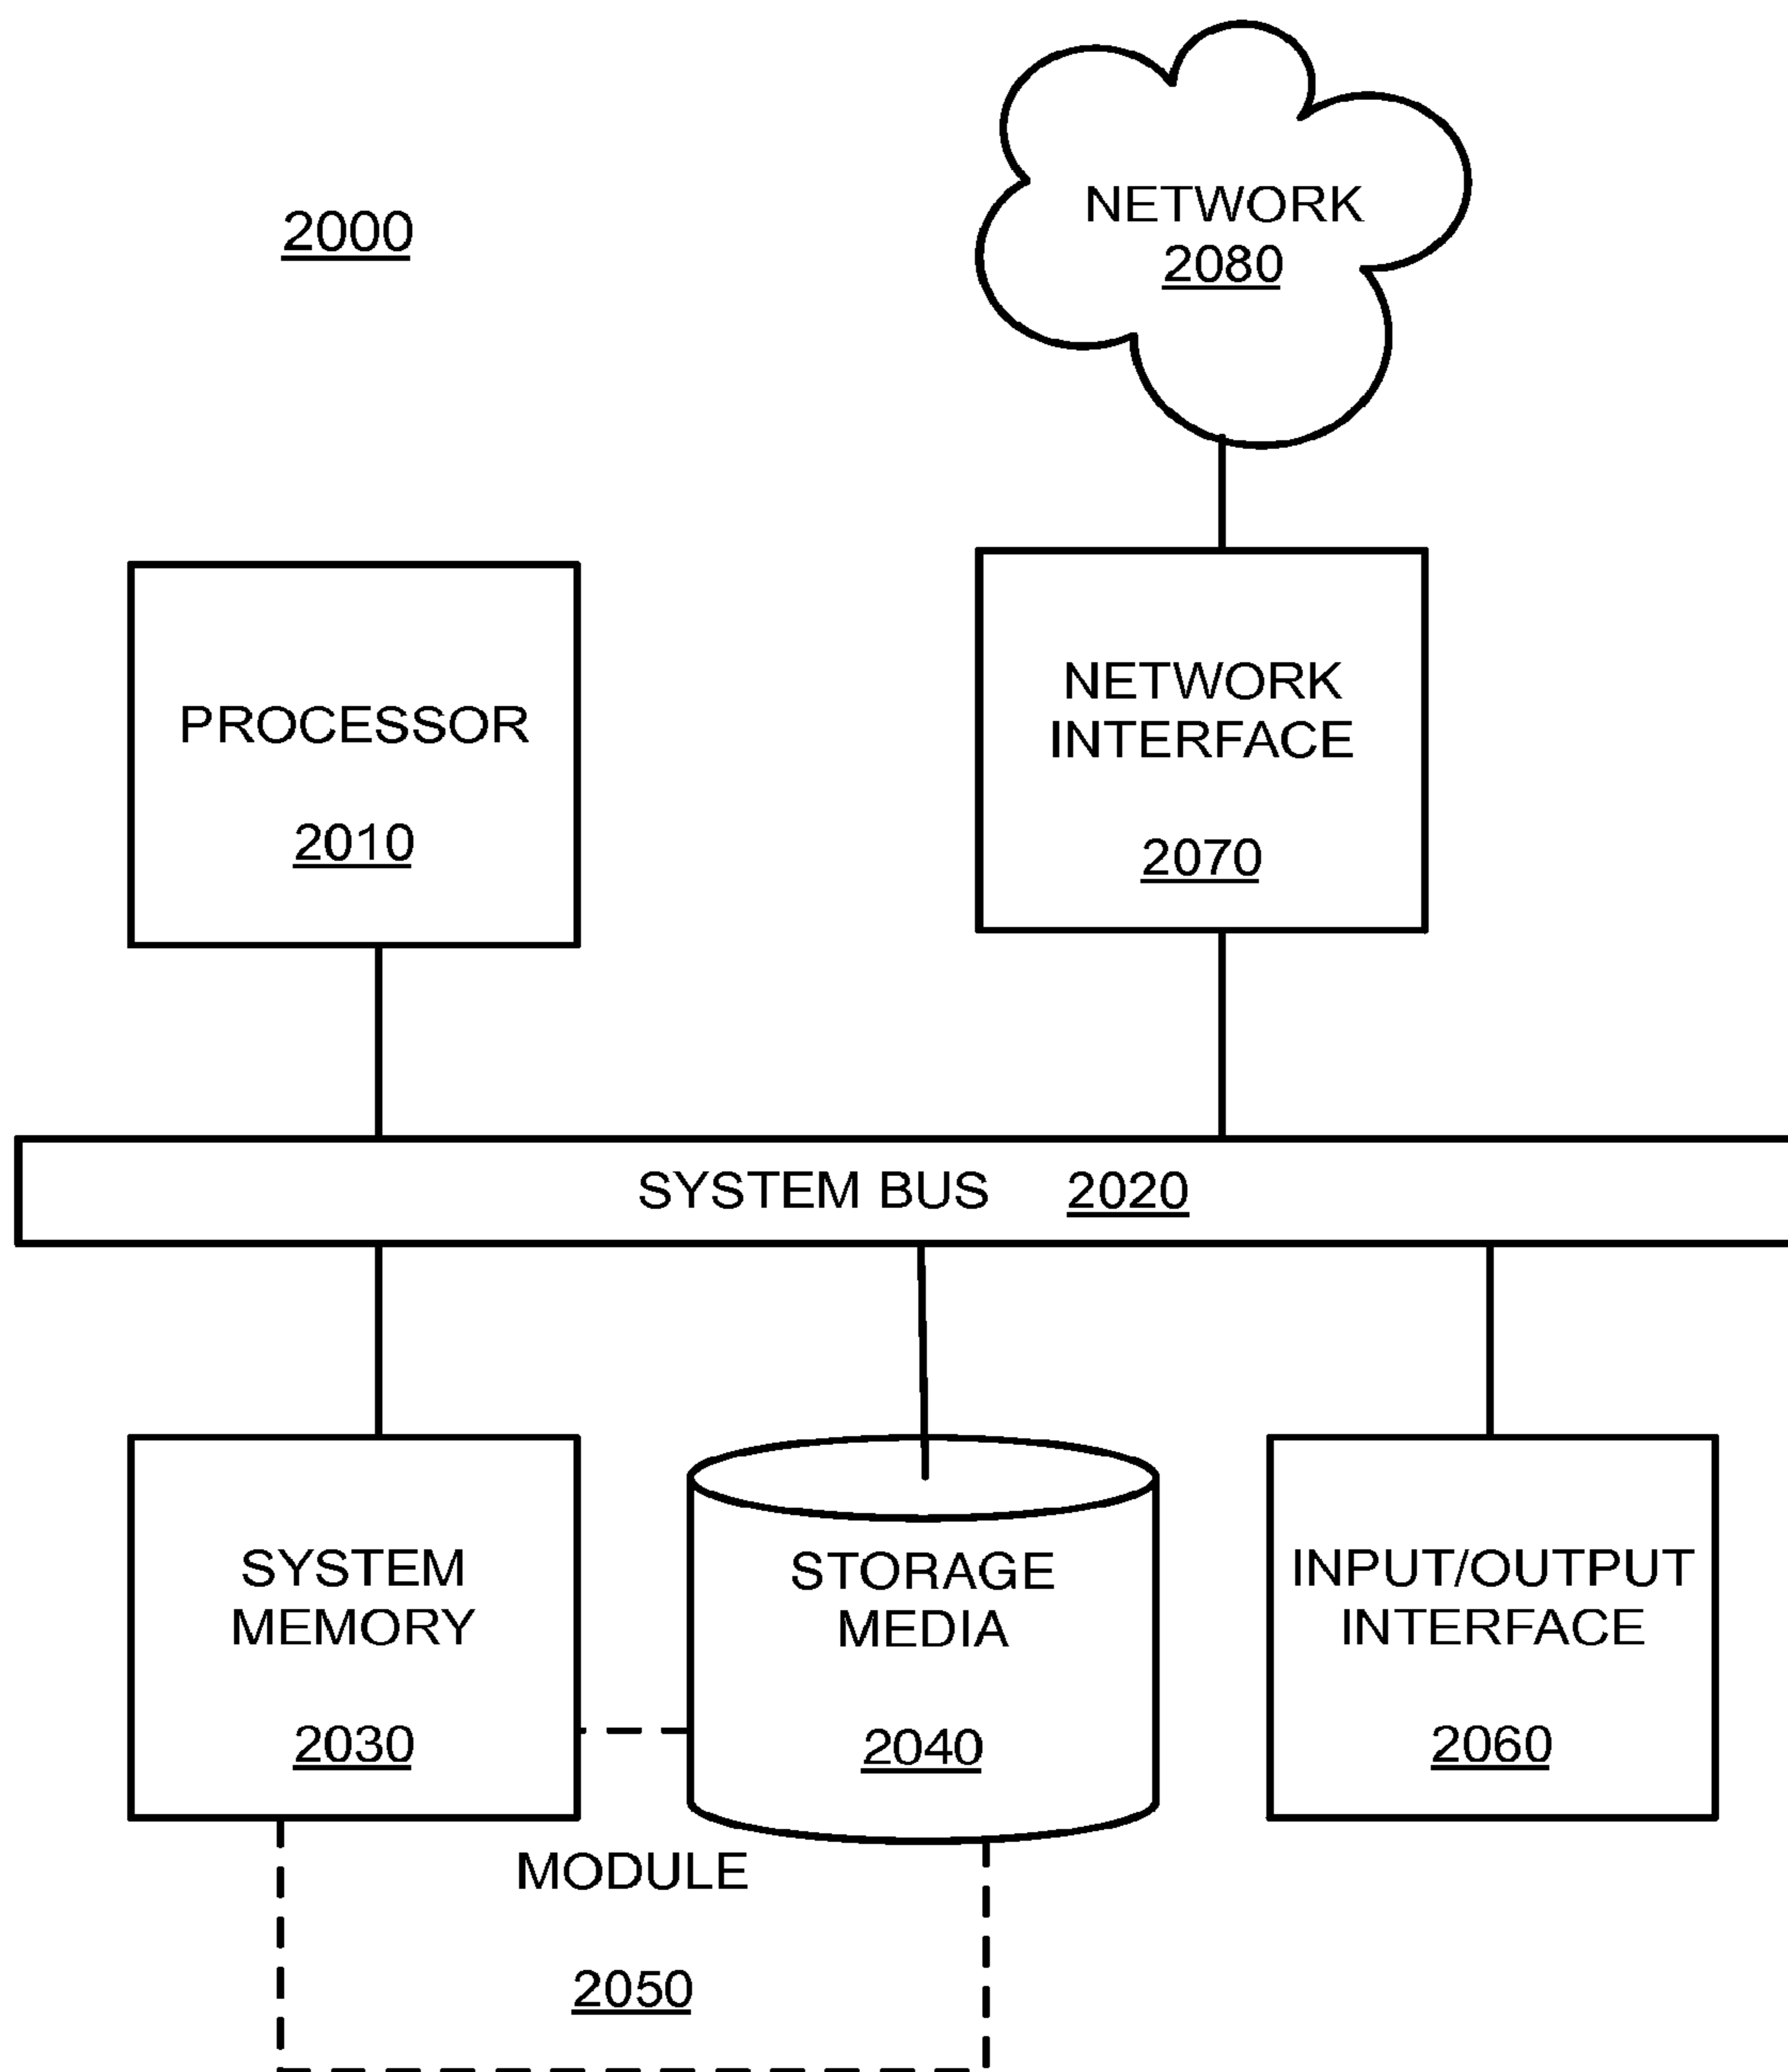 2000
NETWORK
2080
PROCESSOR
2010
NETWORK
INTERFACE
2070
SYSTEM BUS 2020
SYSTEM
MEMORY
2030
STORAGE
MEDIA
2040
INPUT/OUTPUT
INTERFACE
2060
MODULE
2050